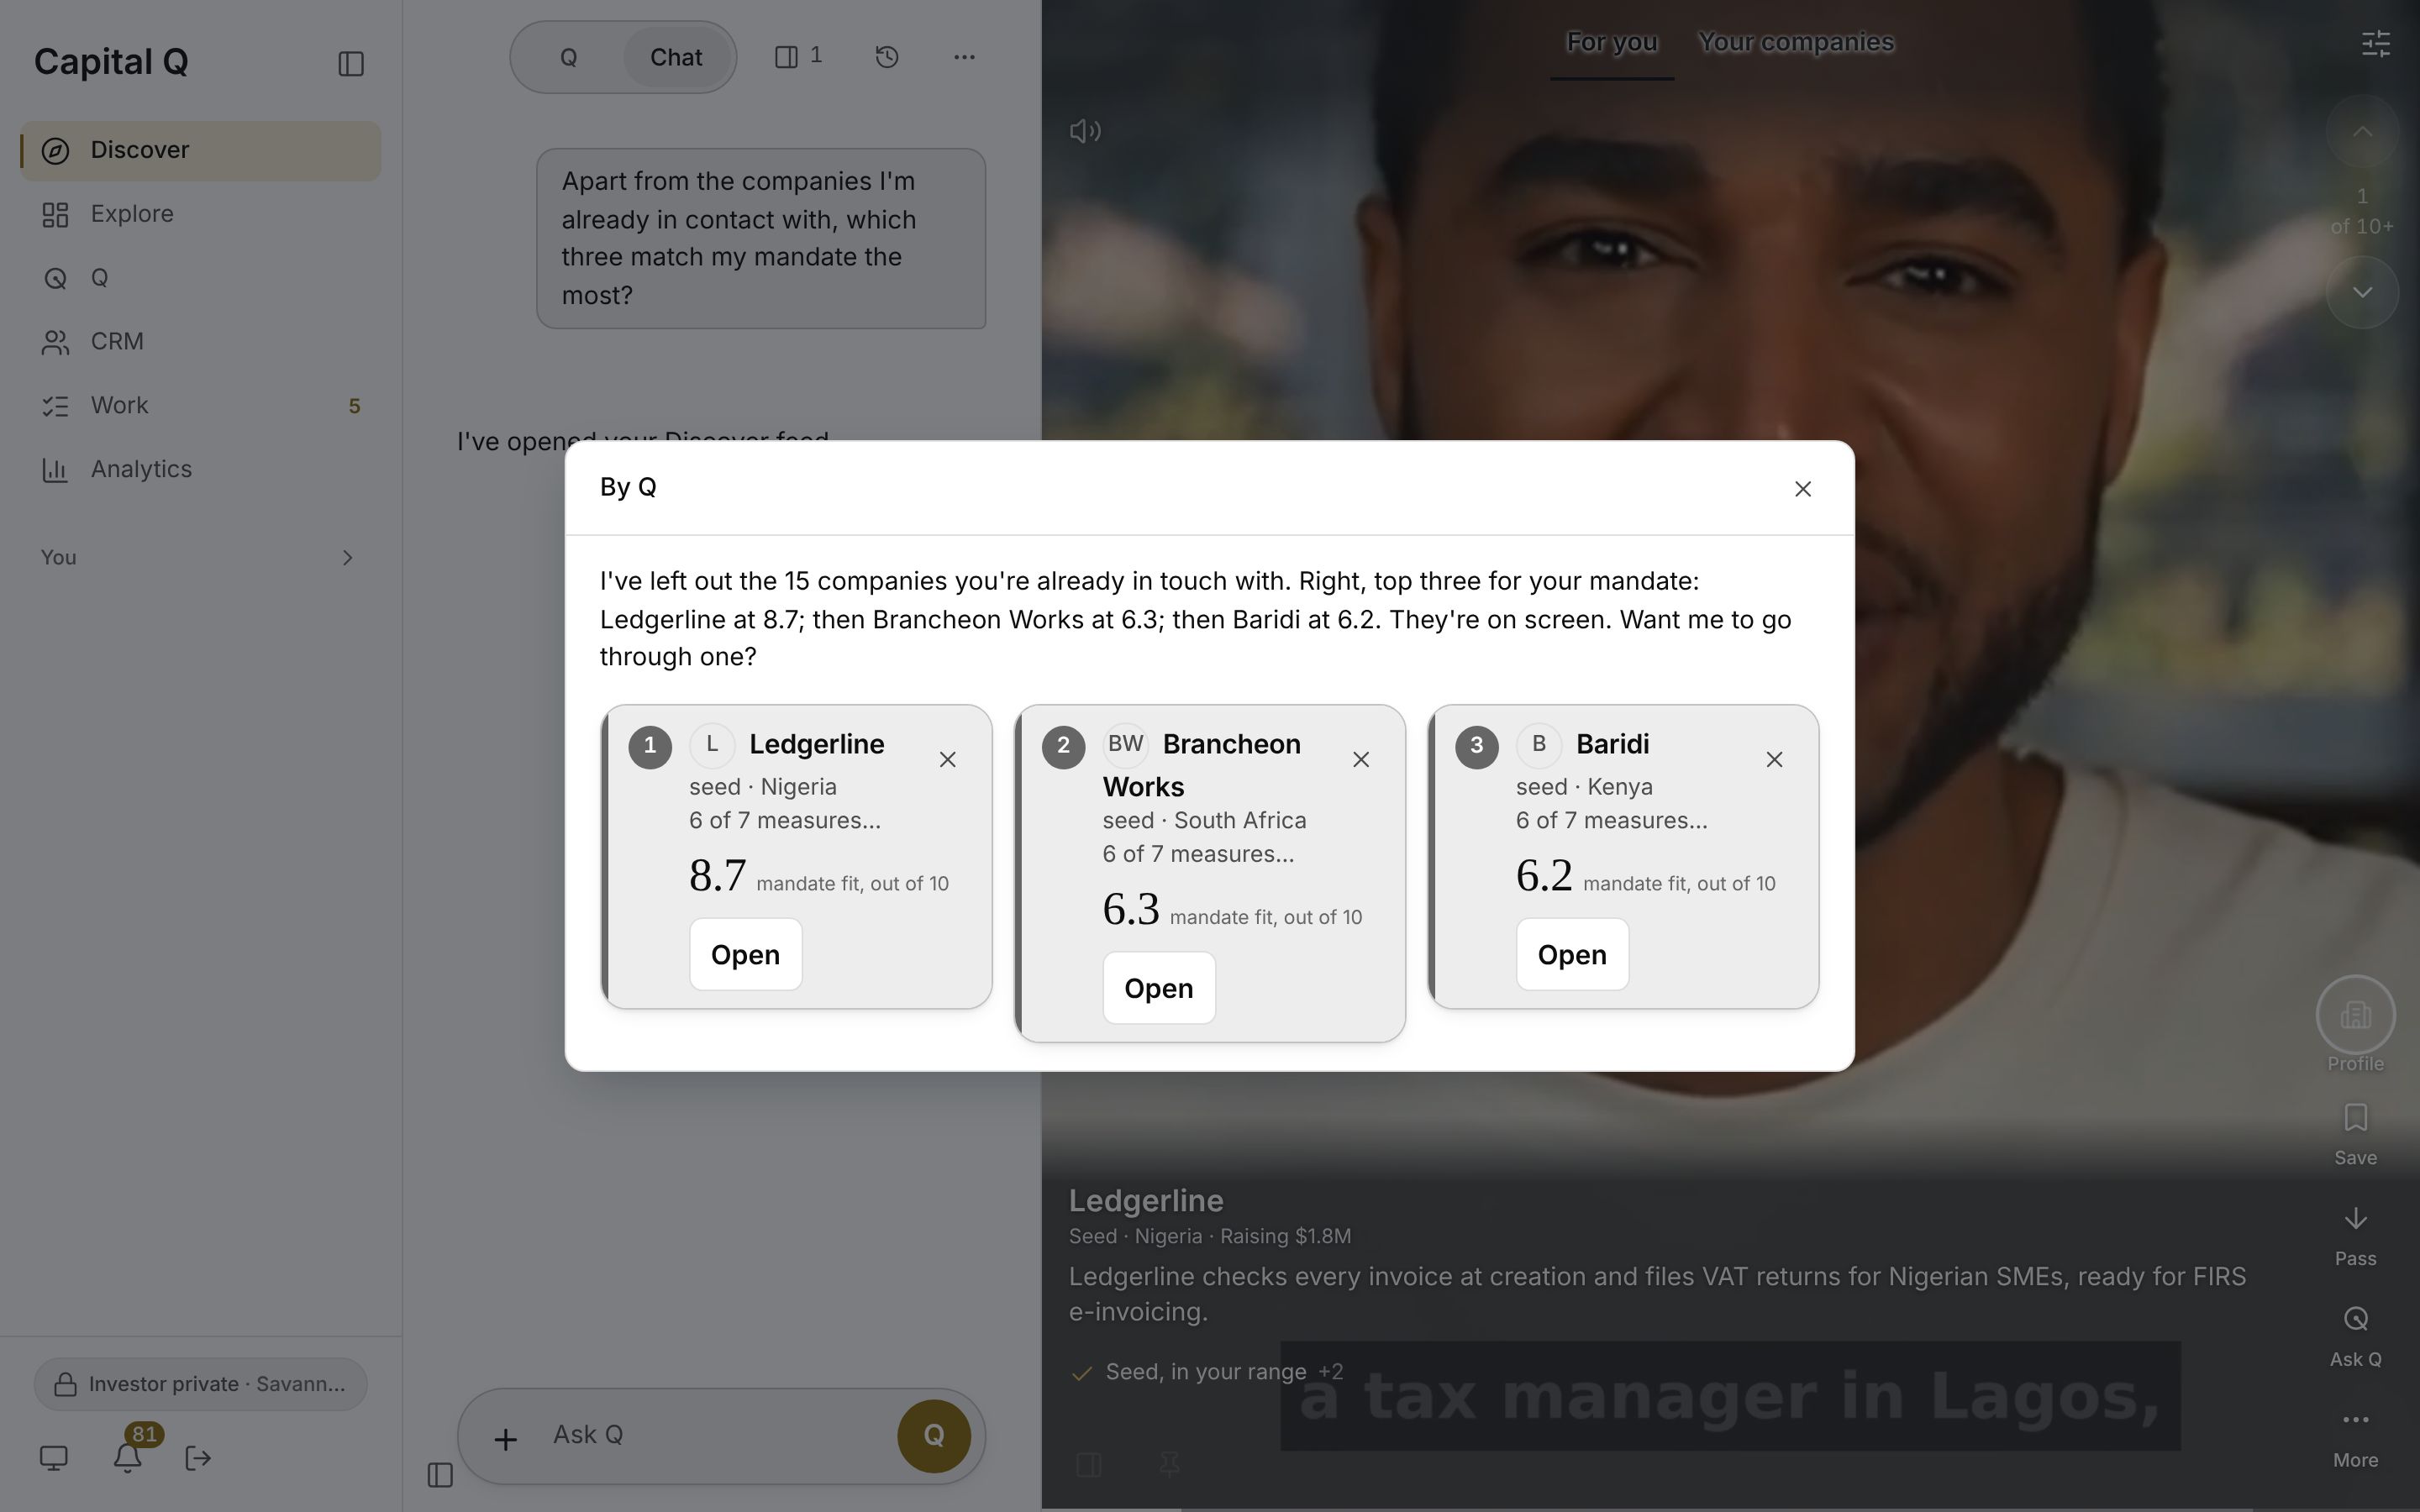 Capital Q
Discover
Explore
Q
CRM
Work 5
Analytics
You
Investor private · Savann...
81
Q Chat 1
Apart from the companies I'm
already in contact with, which
three match my mandate the
most?
I've opened your Discover feed
Ask Q
Q
For you Your companies
1
of 10+
By Q
I've left out the 15 companies you're already in touch with. Right, top three for your mandate:
Ledgerline at 8.7; then Brancheon Works at 6.3; then Baridi at 6.2. They're on screen. Want me to go
through one?
1 L Ledgerline
seed · Nigeria
6 of 7 measures...
8.7 mandate fit, out of 10
Open
2 BW Brancheon
Works
seed · South Africa
6 of 7 measures...
6.3 mandate fit, out of 10
Open
3 B Baridi
seed · Kenya
6 of 7 measures...
6.2 mandate fit, out of 10
Open
Profile
Save
Pass
Ask Q
More
Ledgerline
Seed · Nigeria · Raising $1.8M
Ledgerline checks every invoice at creation and files VAT returns for Nigerian SMEs, ready for FIRS
e-invoicing.
Seed, in your range +2
a tax manager in Lagos,